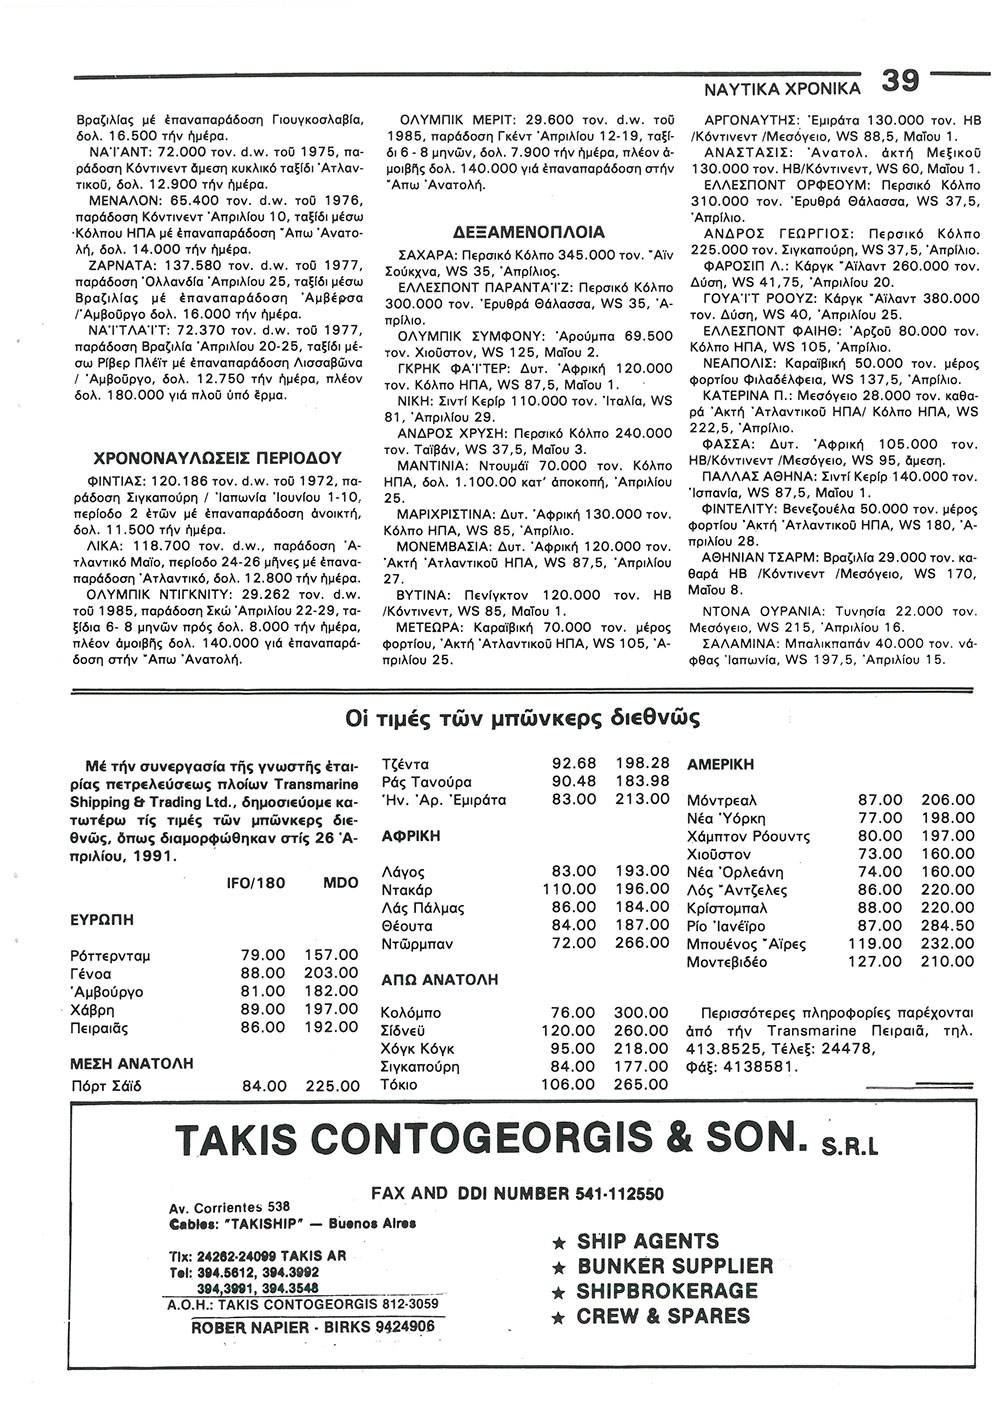 ΝΑΥΤΙΚΑ ΧΡΟΝΙΚΑ 39
Βραζιλίας μέ ἐπαναπαράδοση Γιουγκοσλαβία,
δολ. 16.500 τήν ἡμέρα.
ΝΑ'Ι'ΑΝΤ: 72.000 τον. d.w. τοῦ 1975, πα-
ράδοση Κόντινεντ ἄμεση κυκλικό ταξίδι Ἀτλαν-
τικοῦ, δολ. 12.900 τήν ἡμέρα.
ΜΕΝΑΛΟΝ: 65.400 τον. d.w. τοῦ 1976,
παράδοση Κόντινεντ Ἀπριλίου 10, ταξίδι μέσω
Κόλπου ΗΠΑ μέ ἐπαναπαράδοση Ἄπω Ἀνατο-
λή, δολ. 14.000 τήν ἡμέρα.
ΖΑΡΝΑΤΑ: 137.580 τον. d.w. τοῦ 1977,
παράδοση Ὀλλανδία Ἀπριλίου 25, ταξίδι μέσω
Βραζιλίας μέ ἐπαναπαράδοση Ἀμβέρσα
/Ἀμβοῦργο δολ. 16.000 τήν ἡμέρα.
ΝΑ'Ι'ΤΛΑ'Ι'Τ: 72.370 τον. d.w. τοῦ 1977,
παράδοση Βραζιλία Ἀπριλίου 20-25, ταξίδι μέ-
σω Ρίβερ Πλέϊτ μέ ἐπαναπαράδοση Λισσαβῶνα
/ Ἀμβοῦργο, δολ. 12.750 τήν ἡμέρα, πλέον
δολ. 180.000 γιά πλοῦ ὑπό ἕρμα.
ΧΡΟΝΟΝΑΥΛΩΣΕΙΣ ΠΕΡΙΟΔΟΥ
ΦΙΝΤΙΑΣ: 120.186 τον. d.w. τοῦ 1972, πα-
ράδοση Σιγκαπούρη / Ἰαπωνία Ἰουνίου 1-10,
περίοδο 2 ἐτῶν μέ ἐπαναπαράδοση ἀνοικτή,
δολ. 11.500 τήν ἡμέρα.
ΛΙΚΑ: 118.700 τον. d.w., παράδοση Ἀ-
τλαντικό Μαϊο, περίοδο 24-26 μῆνες μέ ἐπανα-
παράδοση Ἀτλαντικό, δολ. 12.800 τήν ἡμέρα.
ΟΛΥΜΠΙΚ ΝΤΙΓΚΝΙΤΥ: 29.262 τον. d.w.
τοῦ 1985, παράδοση Σκώ Ἀπριλίου 22-29, τα-
ξίδια 6- 8 μηνῶν πρός δολ. 8.000 τήν ἡμέρα,
πλέον ἀμοιβῆς δολ. 140.000 γιά ἐπαναπαρά-
δοση στήν Ἄπω Ἀνατολή.
ΟΛΥΜΠΙΚ ΜΕΡΙΤ: 29.600 τον. d.w. τοῦ
1985, παράδοση Γκέντ Ἀπριλίου 12-19, ταξί-
δι 6 - 8 μηνῶν, δολ. 7.900 τήν ἡμέρα, πλέον ἀ-
μοιβῆς δολ. 140.000 γιά ἐπαναπαράδοση στήν
Ἄπω Ἀνατολή.
ΔΕΞΑΜΕΝΟΠΛΟΙΑ
ΣΑΧΑΡΑ: Περσικό Κόλπο 345.000 τον. Ἄϊν
Σούκχνα, WS 35, Ἀπρίλιος.
ΕΛΛΕΣΠΟΝΤ ΠΑΡΑΝΤΑ'Ι'Ζ: Περσικό Κόλπο
300.000 τον. Ἐρυθρά Θάλασσα, WS 35, Ἀ-
πρίλιο.
ΟΛΥΜΠΙΚ ΣΥΜΦΟΝΥ: Ἀρούμπα 69.500
τον. Χιοῦστον, WS 125, Μαΐου 2.
ΓΚΡΗΚ ΦΑ'Ι'ΤΕΡ: Δυτ. Ἀφρική 120.000
τον. Κόλπο ΗΠΑ, WS 87,5, Μαΐου 1.
ΝΙΚΗ: Σιντί Κερίρ 110.000 τον. Ἰταλία, WS
81, Ἀπριλίου 29.
ΑΝΔΡΟΣ ΧΡΥΣΗ: Περσικό Κόλπο 240.000
τον. Ταϊβάν, WS 37,5, Μαΐου 3.
ΜΑΝΤΙΝΙΑ: Ντουμάϊ 70.000 τον. Κόλπο
ΗΠΑ, δολ. 1.100.00 κατ' ἀποκοπή, Ἀπριλίου
25.
ΜΑΡΙΧΡΙΣΤΙΝΑ: Δυτ. Ἀφρική 130.000 τον.
Κόλπο ΗΠΑ, WS 85, Ἀπρίλιο.
ΜΟΝΕΜΒΑΣΙΑ: Δυτ. Ἀφρική 120.000 τον.
Ἀκτή Ἀτλαντικοῦ ΗΠΑ, WS 87,5, Ἀπριλίου
27.
ΒΥΤΙΝΑ: Πενίγκτον 120.000 τον. ΗΒ
/Κόντινεντ, WS 85, Μαΐου 1.
ΜΕΤΕΩΡΑ: Καραϊβική 70.000 τον. μέρος
φορτίου, Ἀκτή Ἀτλαντικοῦ ΗΠΑ, WS 105, Ἀ-
πριλίου 25.
ΑΡΓΟΝΑΥΤΗΣ: Ἐμιράτα 130.000 τον. ΗΒ
/Κόντινεντ /Μεσόγειο, WS 88,5, Μαΐου 1.
ΑΝΑΣΤΑΣΙΣ: Ἀνατολ. ἀκτή Μεξικοῦ
130.000 τον. ΗΒ/Κόντινεντ, WS 60, Μαΐου 1.
ΕΛΛΕΣΠΟΝΤ ΟΡΦΕΟΥΜ: Περσικό Κόλπο
310.000 τον. Ἐρυθρά Θάλασσα, WS 37,5,
Ἀπρίλιο.
ΑΝΔΡΟΣ ΓΕΩΡΓΙΟΣ: Περσικό Κόλπο
225.000 τον. Σιγκαπούρη, WS 37,5, Ἀπρίλιο.
ΦΑΡΟΣΙΠ Λ.: Κάργκ Ἄϊλαντ 260.000 τον.
Δύση, WS 41,75, Ἀπριλίου 20.
ΓΟΥΑ'Ι'Τ ΡΟΟΥΖ: Κάργκ Ἄϊλαντ 380.000
τον. Δύση, WS 40, Ἀπριλίου 25.
ΕΛΛΕΣΠΟΝΤ ΦΑΙΗΘ: Ἀρζοῦ 80.000 τον.
Κόλπο ΗΠΑ, WS 105, Ἀπρίλιο.
ΝΕΑΠΟΛΙΣ: Καραϊβική 50.000 τον. μέρος
φορτίου Φιλαδέλφεια, WS 137,5, Ἀπρίλιο.
ΚΑΤΕΡΙΝΑ Π.: Μεσόγειο 28.000 τον. καθα-
ρά Ἀκτή Ἀτλαντικοῦ ΗΠΑ/ Κόλπο ΗΠΑ, WS
222,5, Ἀπρίλιο.
ΦΑΣΣΑ: Δυτ. Ἀφρική 105.000 τον.
ΗΒ/Κόντινεντ /Μεσόγειο, WS 95, ἄμεση.
ΠΑΛΛΑΣ ΑΘΗΝΑ: Σιντί Κερίρ 140.000 τον.
Ἰσπανία, WS 87,5, Μαΐου 1.
ΦΙΝΤΕΛΙΤΥ: Βενεζουέλα 50.000 τον. μέρος
φορτίου Ἀκτή Ἀτλαντικοῦ ΗΠΑ, WS 180, Ἀ-
πριλίου 28.
ΑΘΗΝΙΑΝ ΤΣΑΡΜ: Βραζιλία 29.000 τον. κα-
θαρά ΗΒ /Κόντινεντ /Μεσόγειο, WS 170,
Μαΐου 8.
ΝΤΟΝΑ ΟΥΡΑΝΙΑ: Τυνησία 22.000 τον.
Μεσόγειο, WS 215, Ἀπριλίου 16.
ΣΑΛΑΜΙΝΑ: Μπαλικπαπάν 40.000 τον. νά-
φθας Ἰαπωνία, WS 197,5, Ἀπριλίου 15.
Οἱ τιμές τῶν μπῶνκερς διεθνῶς
Μέ τήν συνεργασία τῆς γνωστῆς ἑται-
ρίας πετρελεύσεως πλοίων Transmarine
Shipping & Trading Ltd., δημοσιεύομε κα-
τωτέρω τίς τιμές τῶν μπῶνκερς διε-
θνῶς, ὅπως διαμορφώθηκαν στίς 26 Ἀ-
πριλίου, 1991.
IFO/180 MDO
ΕΥΡΩΠΗ
Ρόττερνταμ 79.00 157.00
Γένοα 88.00 203.00
Ἀμβοῦργο 81.00 182.00
Χάβρη 89.00 197.00
Πειραιᾶς 86.00 192.00
ΜΕΣΗ ΑΝΑΤΟΛΗ
Πόρτ Σάϊδ 84.00 225.00
Τζέντα 92.68 198.28
Ράς Τανούρα 90.48 183.98
Ἡν. Ἀρ. Ἐμιράτα 83.00 213.00
ΑΦΡΙΚΗ
Λάγος 83.00 193.00
Ντακάρ 110.00 196.00
Λάς Πάλμας 86.00 184.00
Θέουτα 84.00 187.00
Ντῶρμπαν 72.00 266.00
ΑΠΩ ΑΝΑΤΟΛΗ
Κολόμπο 76.00 300.00
Σίδνεϋ 120.00 260.00
Χόγκ Κόγκ 95.00 218.00
Σιγκαπούρη 84.00 177.00
Τόκιο 106.00 265.00
ΑΜΕΡΙΚΗ
Μόντρεαλ 87.00 206.00
Νέα Ὑόρκη 77.00 198.00
Χάμπτον Ρόουντς 80.00 197.00
Χιοῦστον 73.00 160.00
Νέα Ὀρλεάνη 74.00 160.00
Λός Ἄντζελες 86.00 220.00
Κρίστομπαλ 88.00 220.00
Ρίο Ἰανέϊρο 87.00 284.50
Μπουένος Ἄϊρες 119.00 232.00
Μοντεβιδέο 127.00 210.00
Περισσότερες πληροφορίες παρέχονται
ἀπό τήν Transmarine Πειραιᾶ, τηλ.
413.8525, Τέλεξ: 24478,
Φάξ: 4138581.
TAKIS CONTOGEORGIS & SON. S.R.L
FAX AND DDI NUMBER 541-112550
Av. Corrientes 538
Cables: "TAKISHIP" — Buenos Aires
Tlx: 24262-24099 TAKIS AR
Tel: 394.5612, 394.3992
394,3991, 394.3548
A.O.H.: TAKIS CONTOGEORGIS 812-3059
ROBER NAPIER - BIRKS 9424906
★ SHIP AGENTS
★ BUNKER SUPPLIER
★ SHIPBROKERAGE
★ CREW & SPARES